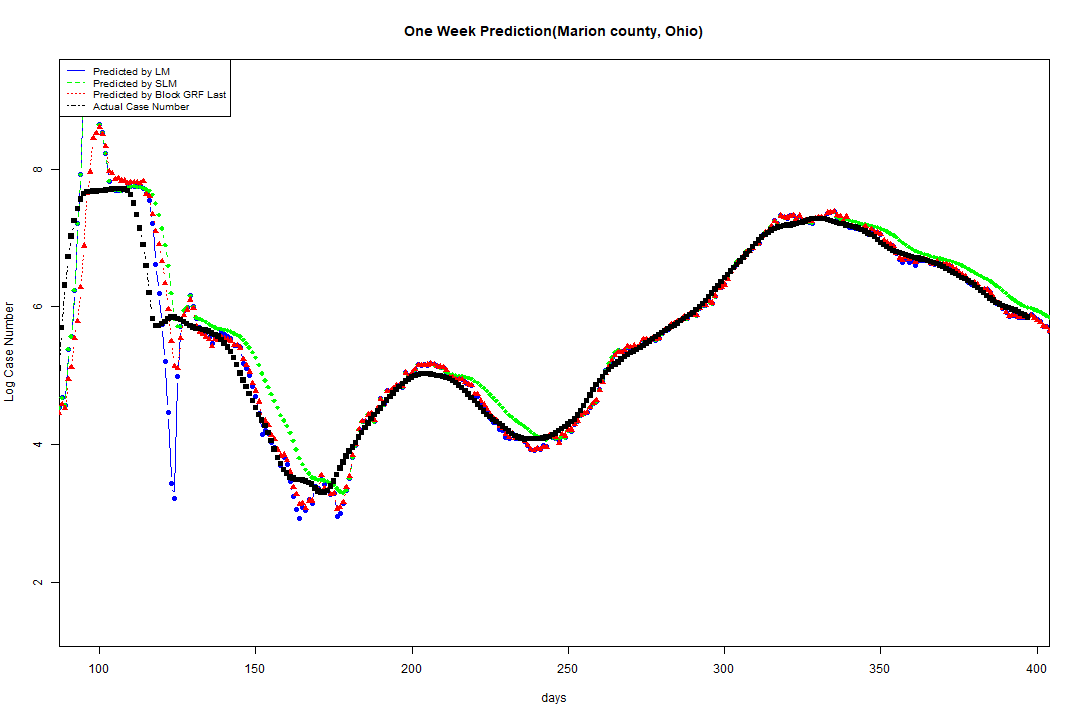 One Week Prediction(Marion county, Ohio)
Predicted by LM
Predicted by SLM
Predicted by Block GRF Last
Actual Case Number
8
6
4
2
Log Case Number
100 150 200 250 300 350 400
days